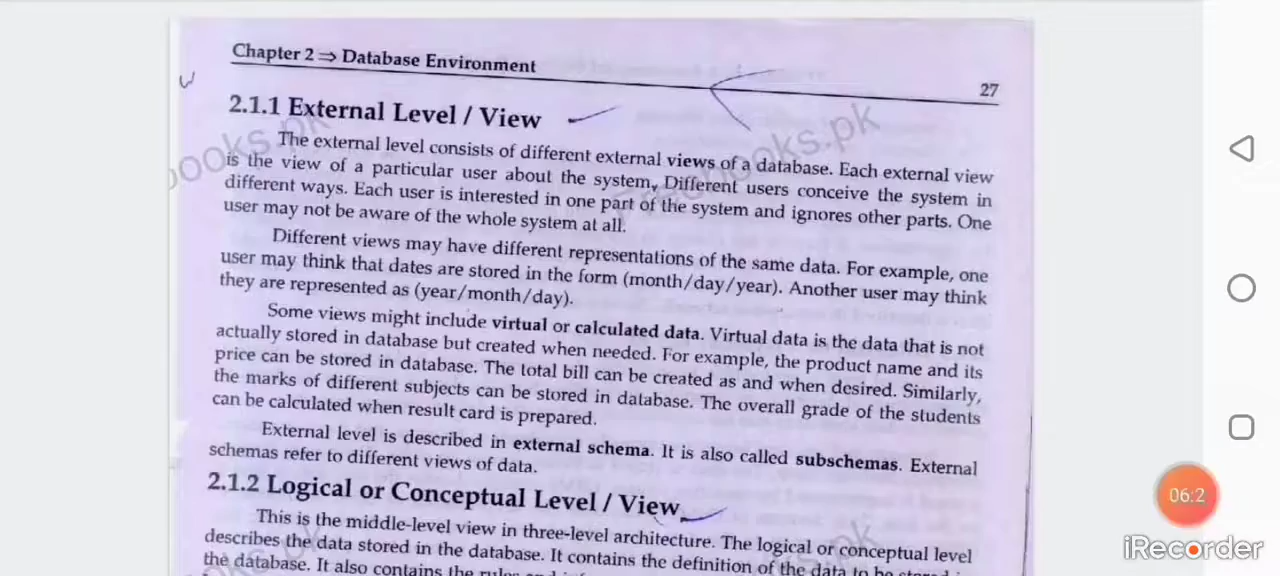 Chapter 2 ⇒ Database Environment
27
2.1.1 External Level / View
The external level consists of different external views of a database. Each external view
is the view of a particular user about the system. Different users conceive the system in
different ways. Each user is interested in one part of the system and ignores other parts. One
user may not be aware of the whole system at all.
Different views may have different representations of the same data. For example, one
user may think that dates are stored in the form (month/day/year). Another user may think
they are represented as (year/month/day).
Some views might include virtual or calculated data. Virtual data is the data that is not
actually stored in database but created when needed. For example, the product name and its
price can be stored in database. The total bill can be created as and when desired. Similarly,
the marks of different subjects can be stored in database. The overall grade of the students
can be calculated when result card is prepared.
External level is described in external schema. It is also called subschemas. External
schemas refer to different views of data.
2.1.2 Logical or Conceptual Level / View
This is the middle-level view in three-level architecture. The logical or conceptual level
describes the data stored in the database. It contains the definition of the data to be stored in
the database. It also contains the rules and
06:2
iRecorder